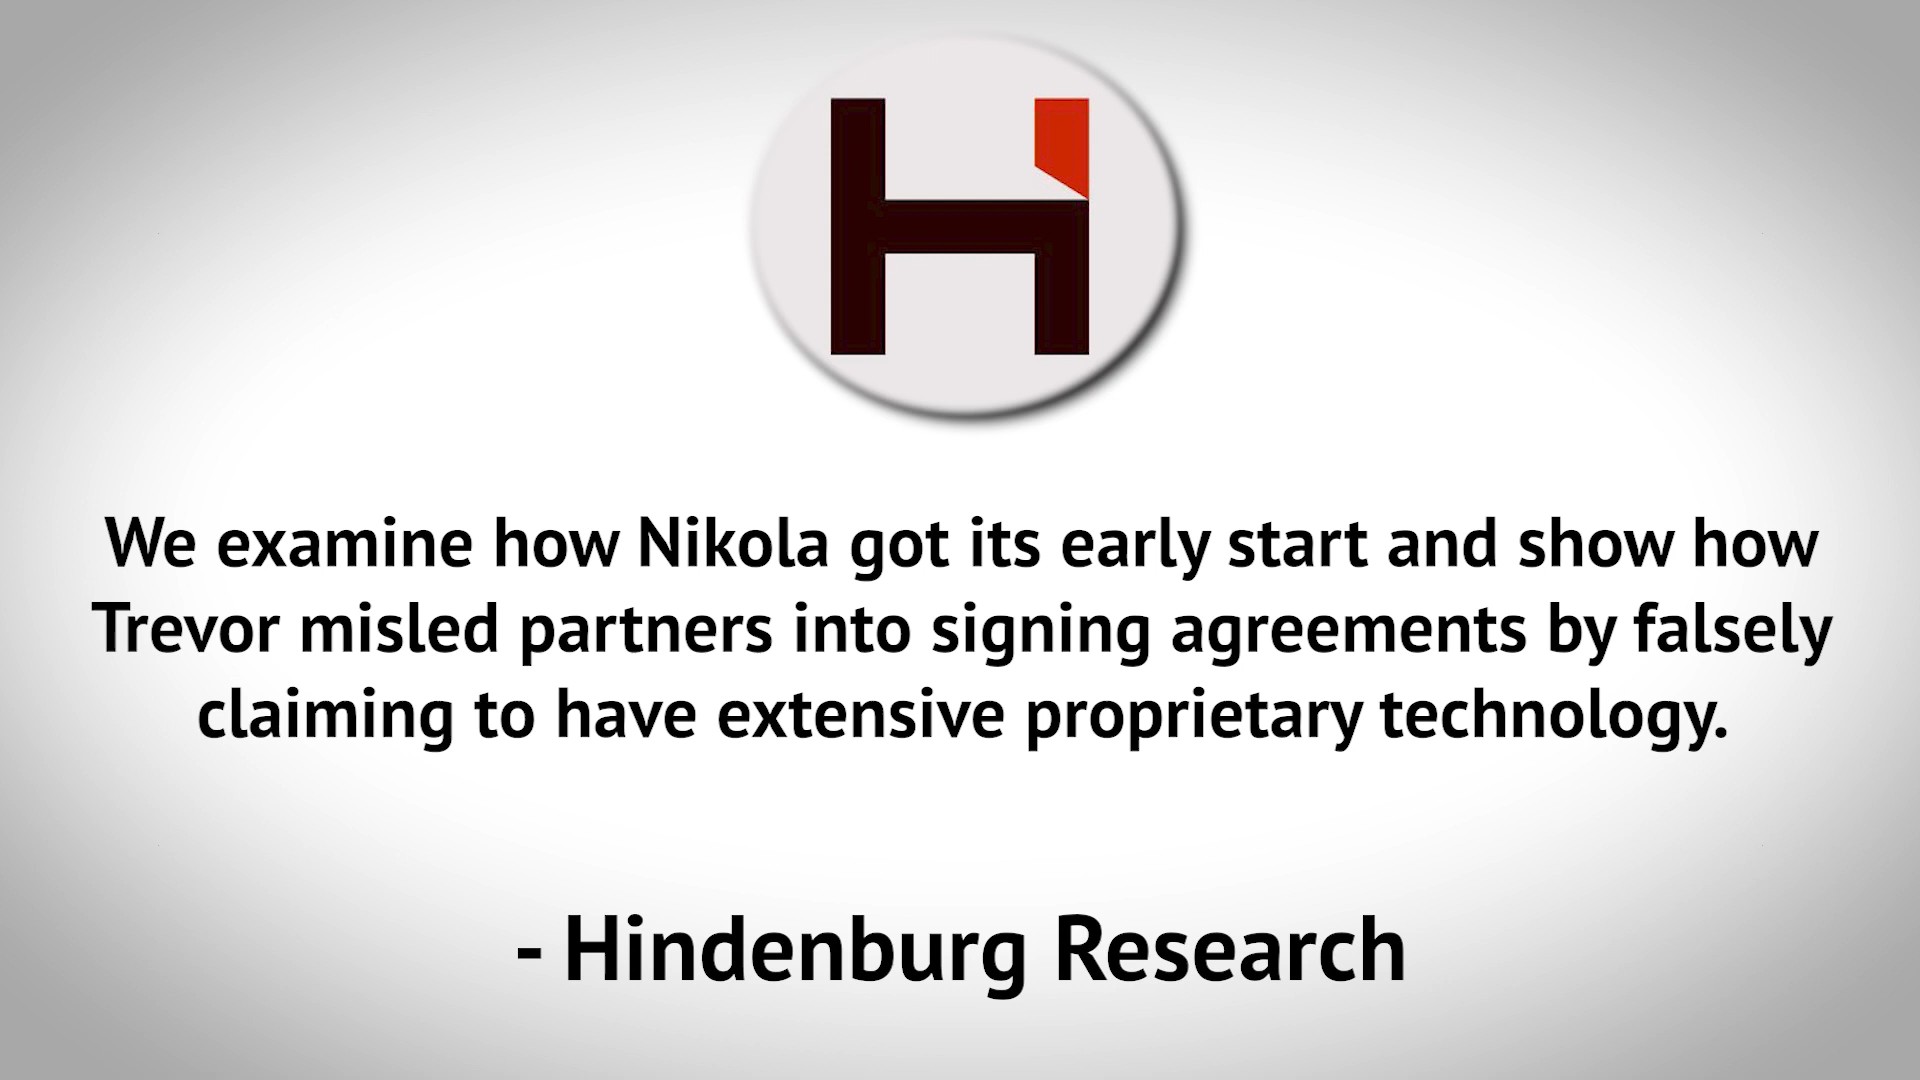 H
We examine how Nikola got its early start and show how
Trevor misled partners into signing agreements by falsely
claiming to have extensive proprietary technology.
- Hindenburg Research